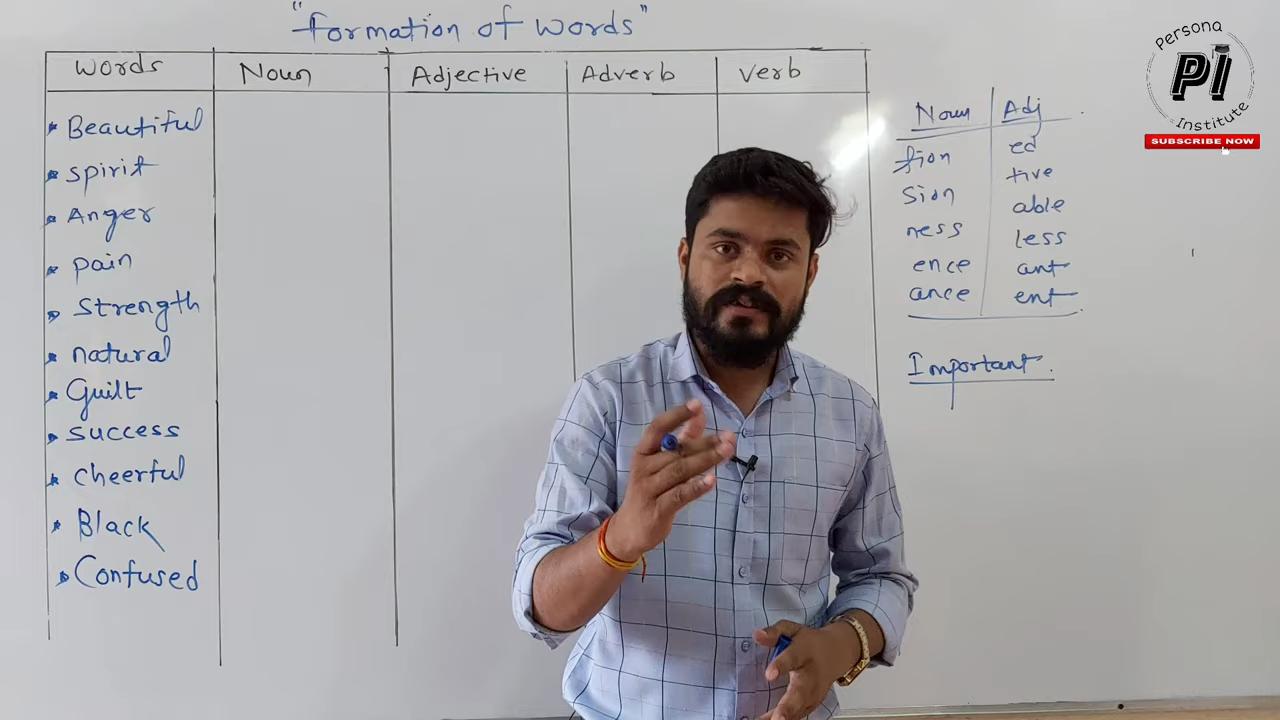 "Formation of words"
Words Noun Adjective Adverb Verb
Beautiful
Spirit
Anger
Pain
Strength
natural
Guilt
Success
cheerful
Black
Confused
Noun Adj
tion ed
Sion tive
ness able
ence less
ance ant
ent
Important.
Persona
PI
Institute
SUBSCRIBE NOW